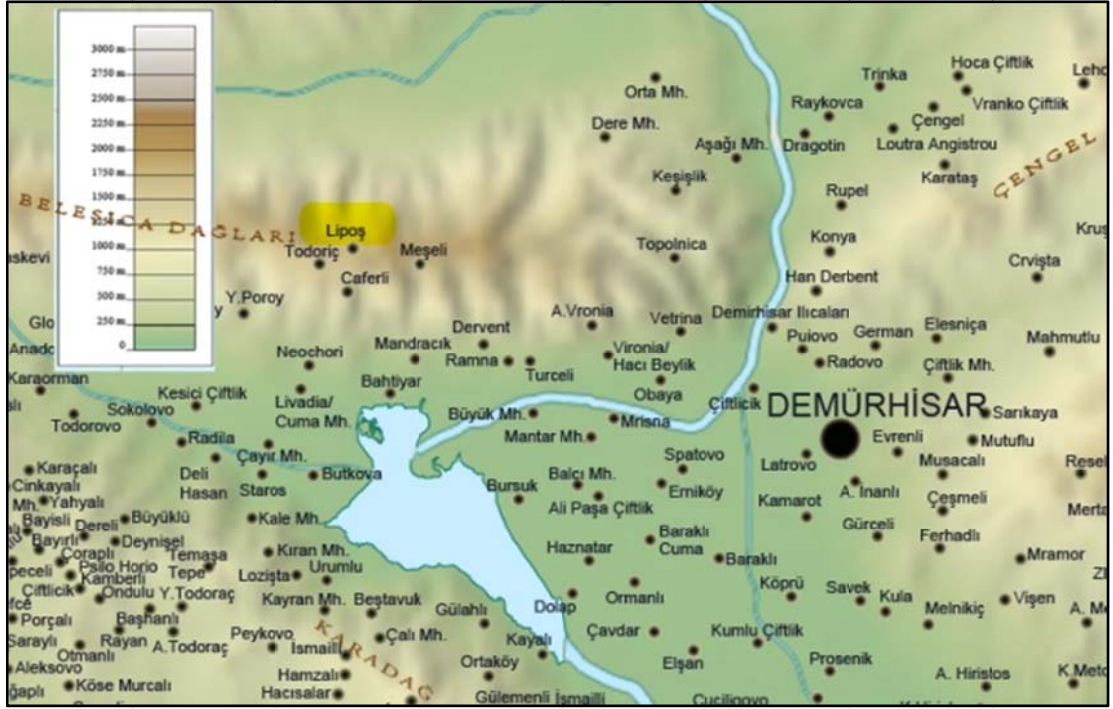 3000 m
2750 m
2500 m
2250 m
2000 m
1750 m
1500 m
1000 m
750 m
500 m
250 m
0
BELEŞİCA DAĞLARI
Lipoş
Todoriç
Meşeli
Caferli
Y.Poroy
Orta Mh.
Dere Mh.
Aşağı Mh.
Keşişlik
Topolnica
Trinka
Hoca Çiftlik
Leho
Raykovca
Vranko Çiftlik
Çengel
Dragotin
Loutra Angistrou
Karataş
ÇENGEL
Rupel
Konya
Kruş
Han Derbent
Crvişta
A.Vronia
Vetrina
Demirhisar Ilıcaları
Elesniça
Dervent
Puiovo
German
Mahmutlu
Mandracık
Ramna
Vironia/
Hacı Beylik
Radovo
Çiftlik Mh.
Neochori
Turceli
Bahtiyar
Obaya
Karaorman
Kesici Çiftlik
Livadia/
Cuma Mh.
Büyük Mh.
Çiftlicik
DEMÜRHİSAR
Sarıkaya
Sokolovo
Todorovo
Mrisna
Radila
Mantar Mh.
Evrenli
Mutuflu
Çayır Mh.
Spatovo
Latrovo
Musacalı
Karaçalı
Deli
Hasan
Staros
Butkova
Bursuk
Balçı Mh.
Erniköy
A. İnanlı
Çeşmeli
Cinkayalı
Yahyalı
Ali Paşa Çiftlik
Kamarot
Bayisli
Dereli
Büyüklü
Kale Mh.
Gürceli
Ferhadlı
Bayırlı
Deynişel
Baraklı
Cuma
Coraplı
Temaşa
Tepe
Kıran Mh.
Haznatar
Baraklı
Mramor
Psilo Horio
Kamberli
Lozişta
Urumlu
Köprü
Savek
Çiftlicik
Ondulu
Y.Todoraç
Kayran Mh.
Beştavuk
Gülahlı
Dolap
Ormanlı
Kula
Melnikiç
Vişen
Porçalı
Başhanlı
KARADAĞ
Saraylı
Rayan
A.Todoraç
Peykovo
İsmailli
Çalı Mh.
Kayalı
Çavdar
Kumlu Çiftlik
Otmanlı
Elşan
Aleksovo
Hamzalı
Ortaköy
Prosenik
A. Hiristos
Köse Murcalı
Hacısalar
Gülemenli İsmailli